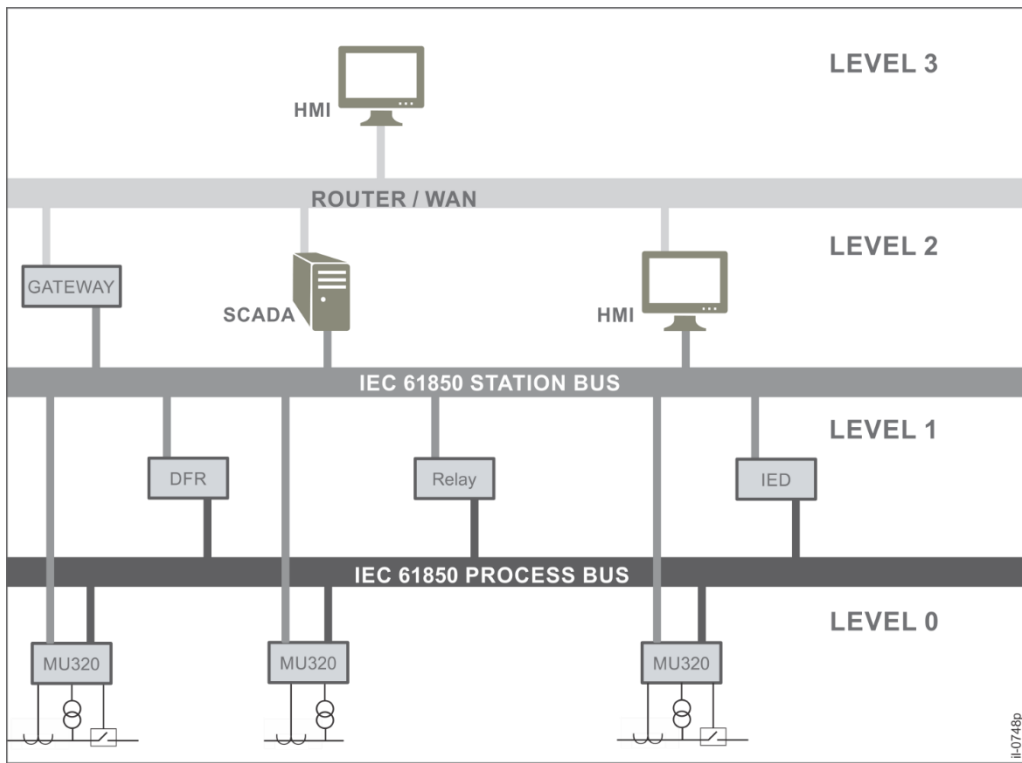 LEVEL 3
HMI
ROUTER / WAN
LEVEL 2
GATEWAY
SCADA
HMI
IEC 61850 STATION BUS
LEVEL 1
DFR
Relay
IED
IEC 61850 PROCESS BUS
LEVEL 0
MU320
MU320
MU320
il-0748p